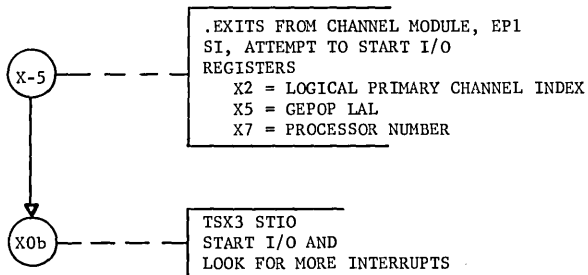 .EXITS FROM CHANNEL MODULE, EP1
SI, ATTEMPT TO START I/O
REGISTERS
X2 = LOGICAL PRIMARY CHANNEL INDEX
X5 = GEPOP LAL
X7 = PROCESSOR NUMBER
X-5
TSX3 STIO
START I/O AND
LOOK FOR MORE INTERRUPTS
X0b